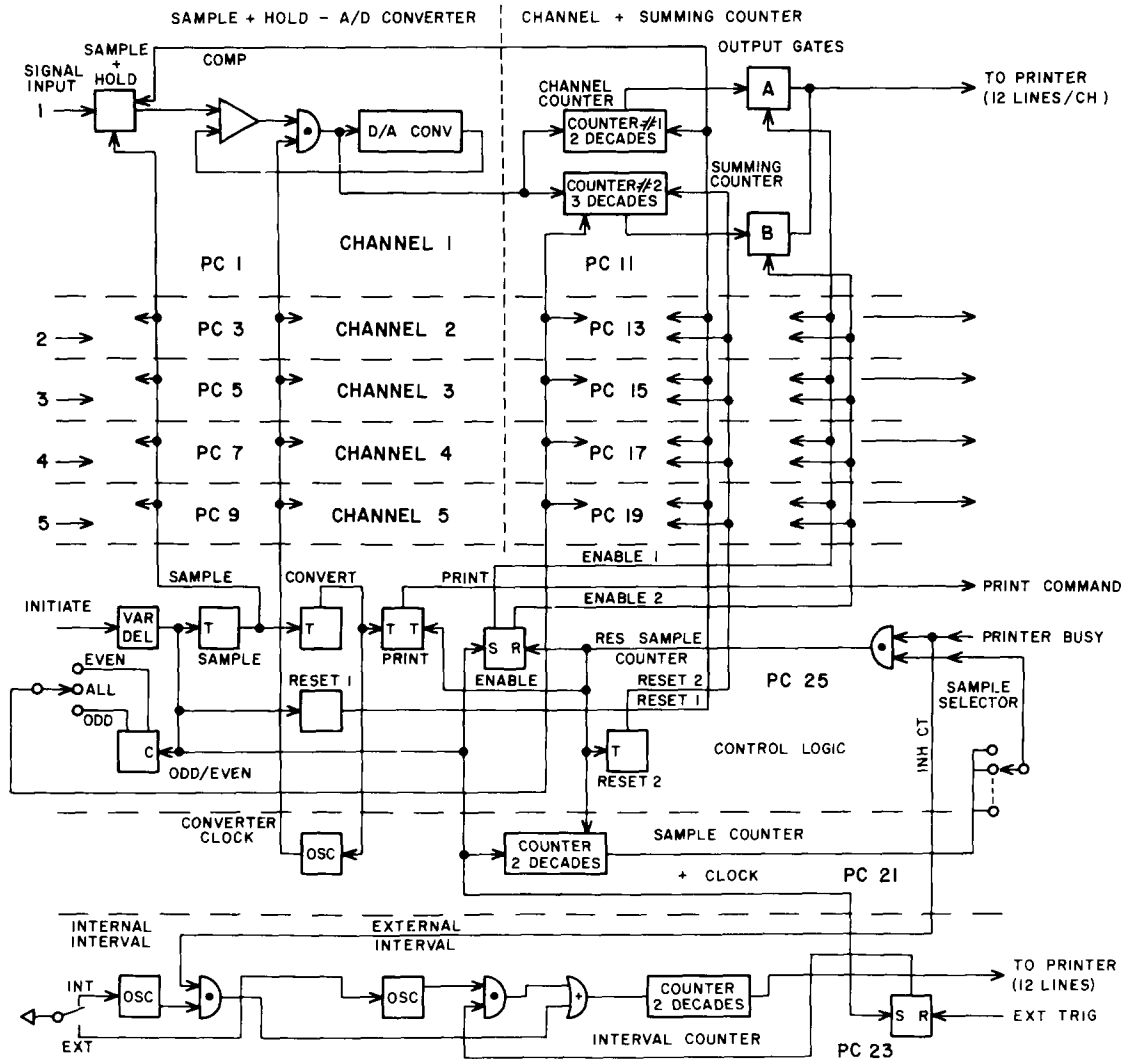 SAMPLE + HOLD - A/D CONVERTER
CHANNEL + SUMMING COUNTER
SAMPLE
+
HOLD
COMP
OUTPUT GATES
SIGNAL
INPUT
1
CHANNEL
COUNTER
A
TO PRINTER
(12 LINES/CH)
D/A CONV
COUNTER #1
2 DECADES
SUMMING
COUNTER
COUNTER #2
3 DECADES
B
CHANNEL 1
PC 1
PC 11
2
PC 3
CHANNEL 2
PC 13
3
PC 5
CHANNEL 3
PC 15
4
PC 7
CHANNEL 4
PC 17
5
PC 9
CHANNEL 5
PC 19
ENABLE 1
SAMPLE
CONVERT
PRINT
PRINT COMMAND
ENABLE 2
INITIATE
VAR
DEL
T
SAMPLE
T
T T
PRINT
S R
ENABLE
RES SAMPLE
COUNTER
PRINTER BUSY
PC 25
SAMPLE
SELECTOR
EVEN
ALL
ODD
RESET 1
RESET 2
RESET 1
INH CT
C
ODD/EVEN
T
RESET 2
CONTROL LOGIC
CONVERTER
CLOCK
OSC
COUNTER
2 DECADES
SAMPLE COUNTER
+ CLOCK
PC 21
INTERNAL
INTERVAL
EXTERNAL
INTERVAL
INT
OSC
EXT
OSC
+
COUNTER
2 DECADES
TO PRINTER
(12 LINES)
INTERVAL COUNTER
S R
EXT TRIG
PC 23